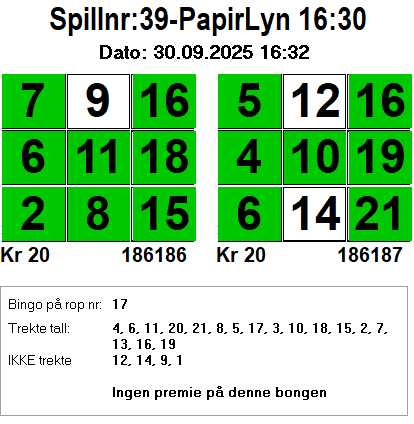 Spillnr:39-PapirLyn 16:30
Dato: 30.09.2025 16:32
7 9 16 5 12 16
6 11 18 4 10 19
2 8 15 6 14 21
Kr 20 186186 Kr 20 186187
Bingo på rop nr: 17
Trekte tall: 4, 6, 11, 20, 21, 8, 5, 17, 3, 10, 18, 15, 2, 7,
13, 16, 19
IKKE trekte 12, 14, 9, 1
Ingen premie på denne bongen